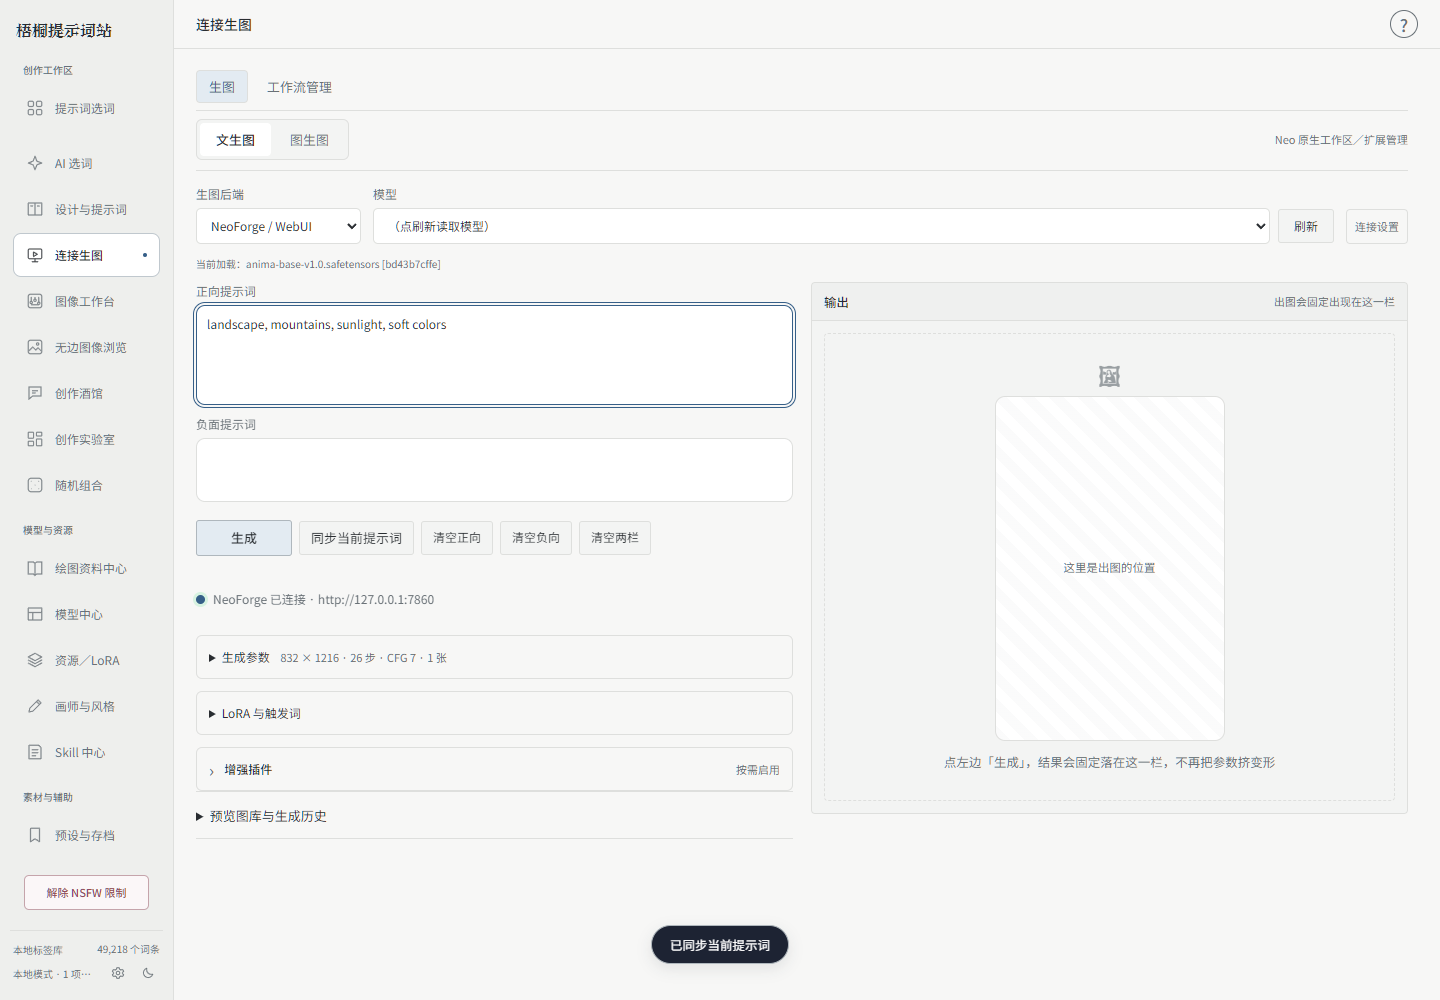 梧桐提示词站
创作工作区
提示词选词
AI 选词
设计与提示词
连接生图
图像工作台
无边图像浏览
创作酒馆
创作实验室
随机组合
模型与资源
绘图资料中心
模型中心
资源／LoRA
画师与风格
Skill 中心
素材与辅助
预设与存档
解除 NSFW 限制
本地标签库 49,218 个词条
本地模式 · 1 项…
连接生图
?
生图 工作流管理
文生图 图生图
Neo 原生工作区／扩展管理
生图后端 模型
NeoForge / WebUI （点刷新读取模型） 刷新 连接设置
当前加载：anima-base-v1.0.safetensors [bd43b7cffe]
正向提示词
landscape, mountains, sunlight, soft colors
负面提示词
生成 同步当前提示词 清空正向 清空负向 清空两栏
NeoForge 已连接 · http://127.0.0.1:7860
生成参数 832 × 1216 · 26 步 · CFG 7 · 1 张
LoRA 与触发词
增强插件 按需启用
预览图库与生成历史
输出 出图会固定出现在这一栏
这里是出图的位置
点左边「生成」，结果会固定落在这一栏，不再把参数挤变形
已同步当前提示词